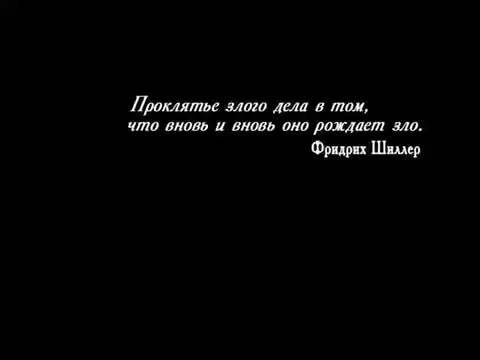 Проклятье злого дела в том,
что вновь и вновь оно рождает зло.
Фридрих Шиллер